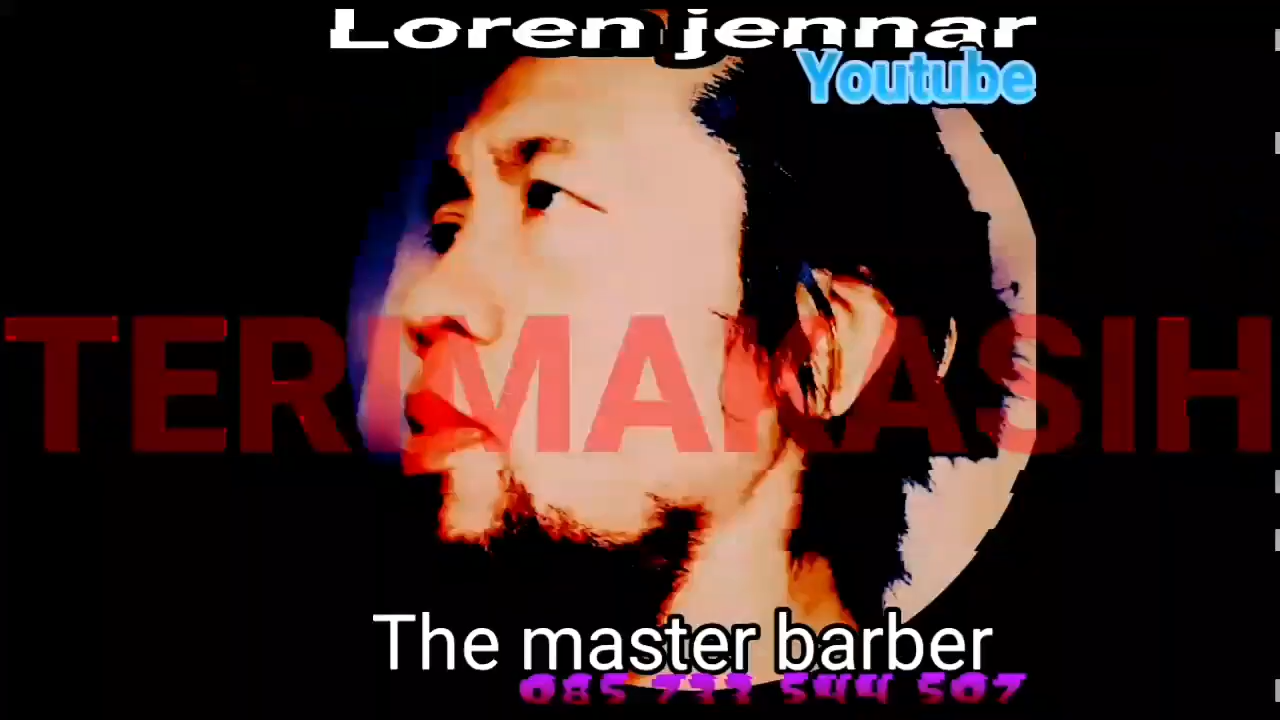 Loren jennar
Youtube
TERIMAKASIH
The master barber
085 733 544 507